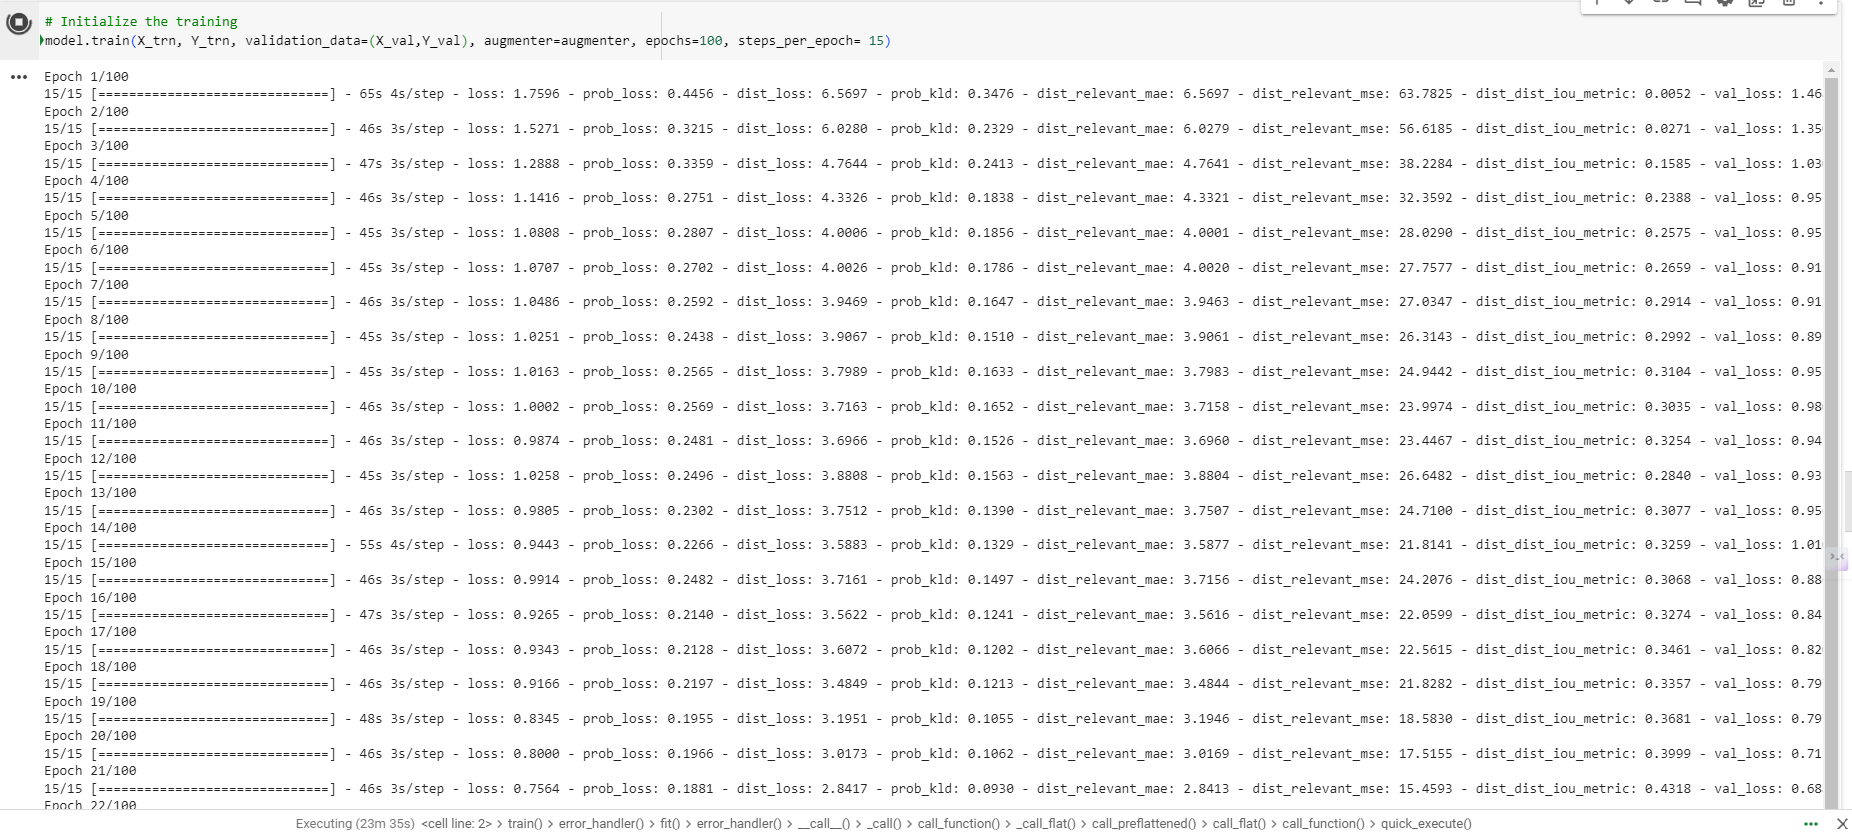 # Initialize the training
model.train(X_trn, Y_trn, validation_data=(X_val,Y_val), augmenter=augmenter, epochs=100, steps_per_epoch= 15)
Epoch 1/100
15/15 [==============================] - 65s 4s/step - loss: 1.7596 - prob_loss: 0.4456 - dist_loss: 6.5697 - prob_kld: 0.3476 - dist_relevant_mae: 6.5697 - dist_relevant_mse: 63.7825 - dist_dist_iou_metric: 0.0052 - val_loss: 1.46
Epoch 2/100
15/15 [==============================] - 46s 3s/step - loss: 1.5271 - prob_loss: 0.3215 - dist_loss: 6.0280 - prob_kld: 0.2329 - dist_relevant_mae: 6.0279 - dist_relevant_mse: 56.6185 - dist_dist_iou_metric: 0.0271 - val_loss: 1.35
Epoch 3/100
15/15 [==============================] - 47s 3s/step - loss: 1.2888 - prob_loss: 0.3359 - dist_loss: 4.7644 - prob_kld: 0.2413 - dist_relevant_mae: 4.7641 - dist_relevant_mse: 38.2284 - dist_dist_iou_metric: 0.1585 - val_loss: 1.03
Epoch 4/100
15/15 [==============================] - 46s 3s/step - loss: 1.1416 - prob_loss: 0.2751 - dist_loss: 4.3326 - prob_kld: 0.1838 - dist_relevant_mae: 4.3321 - dist_relevant_mse: 32.3592 - dist_dist_iou_metric: 0.2388 - val_loss: 0.95
Epoch 5/100
15/15 [==============================] - 45s 3s/step - loss: 1.0808 - prob_loss: 0.2807 - dist_loss: 4.0006 - prob_kld: 0.1856 - dist_relevant_mae: 4.0001 - dist_relevant_mse: 28.0290 - dist_dist_iou_metric: 0.2575 - val_loss: 0.95
Epoch 6/100
15/15 [==============================] - 45s 3s/step - loss: 1.0707 - prob_loss: 0.2702 - dist_loss: 4.0026 - prob_kld: 0.1786 - dist_relevant_mae: 4.0020 - dist_relevant_mse: 27.7577 - dist_dist_iou_metric: 0.2659 - val_loss: 0.91
Epoch 7/100
15/15 [==============================] - 46s 3s/step - loss: 1.0486 - prob_loss: 0.2592 - dist_loss: 3.9469 - prob_kld: 0.1647 - dist_relevant_mae: 3.9463 - dist_relevant_mse: 27.0347 - dist_dist_iou_metric: 0.2914 - val_loss: 0.91
Epoch 8/100
15/15 [==============================] - 45s 3s/step - loss: 1.0251 - prob_loss: 0.2438 - dist_loss: 3.9067 - prob_kld: 0.1510 - dist_relevant_mae: 3.9061 - dist_relevant_mse: 26.3143 - dist_dist_iou_metric: 0.2992 - val_loss: 0.89
Epoch 9/100
15/15 [==============================] - 45s 3s/step - loss: 1.0163 - prob_loss: 0.2565 - dist_loss: 3.7989 - prob_kld: 0.1633 - dist_relevant_mae: 3.7983 - dist_relevant_mse: 24.9442 - dist_dist_iou_metric: 0.3104 - val_loss: 0.95
Epoch 10/100
15/15 [==============================] - 46s 3s/step - loss: 1.0002 - prob_loss: 0.2569 - dist_loss: 3.7163 - prob_kld: 0.1652 - dist_relevant_mae: 3.7158 - dist_relevant_mse: 23.9974 - dist_dist_iou_metric: 0.3035 - val_loss: 0.98
Epoch 11/100
15/15 [==============================] - 46s 3s/step - loss: 0.9874 - prob_loss: 0.2481 - dist_loss: 3.6966 - prob_kld: 0.1526 - dist_relevant_mae: 3.6960 - dist_relevant_mse: 23.4467 - dist_dist_iou_metric: 0.3254 - val_loss: 0.94
Epoch 12/100
15/15 [==============================] - 45s 3s/step - loss: 1.0258 - prob_loss: 0.2496 - dist_loss: 3.8808 - prob_kld: 0.1563 - dist_relevant_mae: 3.8804 - dist_relevant_mse: 26.6482 - dist_dist_iou_metric: 0.2840 - val_loss: 0.93
Epoch 13/100
15/15 [==============================] - 46s 3s/step - loss: 0.9805 - prob_loss: 0.2302 - dist_loss: 3.7512 - prob_kld: 0.1390 - dist_relevant_mae: 3.7507 - dist_relevant_mse: 24.7100 - dist_dist_iou_metric: 0.3077 - val_loss: 0.95
Epoch 14/100
15/15 [==============================] - 55s 4s/step - loss: 0.9443 - prob_loss: 0.2266 - dist_loss: 3.5883 - prob_kld: 0.1329 - dist_relevant_mae: 3.5877 - dist_relevant_mse: 21.8141 - dist_dist_iou_metric: 0.3259 - val_loss: 1.01
Epoch 15/100
15/15 [==============================] - 46s 3s/step - loss: 0.9914 - prob_loss: 0.2482 - dist_loss: 3.7161 - prob_kld: 0.1497 - dist_relevant_mae: 3.7156 - dist_relevant_mse: 24.2076 - dist_dist_iou_metric: 0.3068 - val_loss: 0.88
Epoch 16/100
15/15 [==============================] - 47s 3s/step - loss: 0.9265 - prob_loss: 0.2140 - dist_loss: 3.5622 - prob_kld: 0.1241 - dist_relevant_mae: 3.5616 - dist_relevant_mse: 22.0599 - dist_dist_iou_metric: 0.3274 - val_loss: 0.84
Epoch 17/100
15/15 [==============================] - 46s 3s/step - loss: 0.9343 - prob_loss: 0.2128 - dist_loss: 3.6072 - prob_kld: 0.1202 - dist_relevant_mae: 3.6066 - dist_relevant_mse: 22.5615 - dist_dist_iou_metric: 0.3461 - val_loss: 0.82
Epoch 18/100
15/15 [==============================] - 46s 3s/step - loss: 0.9166 - prob_loss: 0.2197 - dist_loss: 3.4849 - prob_kld: 0.1213 - dist_relevant_mae: 3.4844 - dist_relevant_mse: 21.8282 - dist_dist_iou_metric: 0.3357 - val_loss: 0.79
Epoch 19/100
15/15 [==============================] - 48s 3s/step - loss: 0.8345 - prob_loss: 0.1955 - dist_loss: 3.1951 - prob_kld: 0.1055 - dist_relevant_mae: 3.1946 - dist_relevant_mse: 18.5830 - dist_dist_iou_metric: 0.3681 - val_loss: 0.79
Epoch 20/100
15/15 [==============================] - 46s 3s/step - loss: 0.8000 - prob_loss: 0.1966 - dist_loss: 3.0173 - prob_kld: 0.1062 - dist_relevant_mae: 3.0169 - dist_relevant_mse: 17.5155 - dist_dist_iou_metric: 0.3999 - val_loss: 0.71
Epoch 21/100
15/15 [==============================] - 46s 3s/step - loss: 0.7564 - prob_loss: 0.1881 - dist_loss: 2.8417 - prob_kld: 0.0930 - dist_relevant_mae: 2.8413 - dist_relevant_mse: 15.4593 - dist_dist_iou_metric: 0.4318 - val_loss: 0.68
Epoch 22/100
Executing (23m 35s) <cell line: 2> > train() > error_handler() > fit() > error_handler() > __call__() > _call() > call_function() > _call_flat() > call_preflattened() > call_flat() > call_function() > quick_execute()